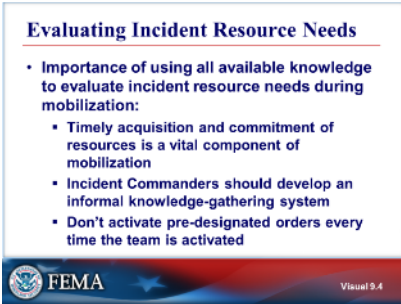 Evaluating Incident Resource Needs
• Importance of using all available knowledge
to evaluate incident resource needs during
mobilization:
▪ Timely acquisition and commitment of
resources is a vital component of
mobilization
▪ Incident Commanders should develop an
informal knowledge-gathering system
▪ Don't activate pre-designated orders every
time the team is activated
FEMA
Visual 9.4